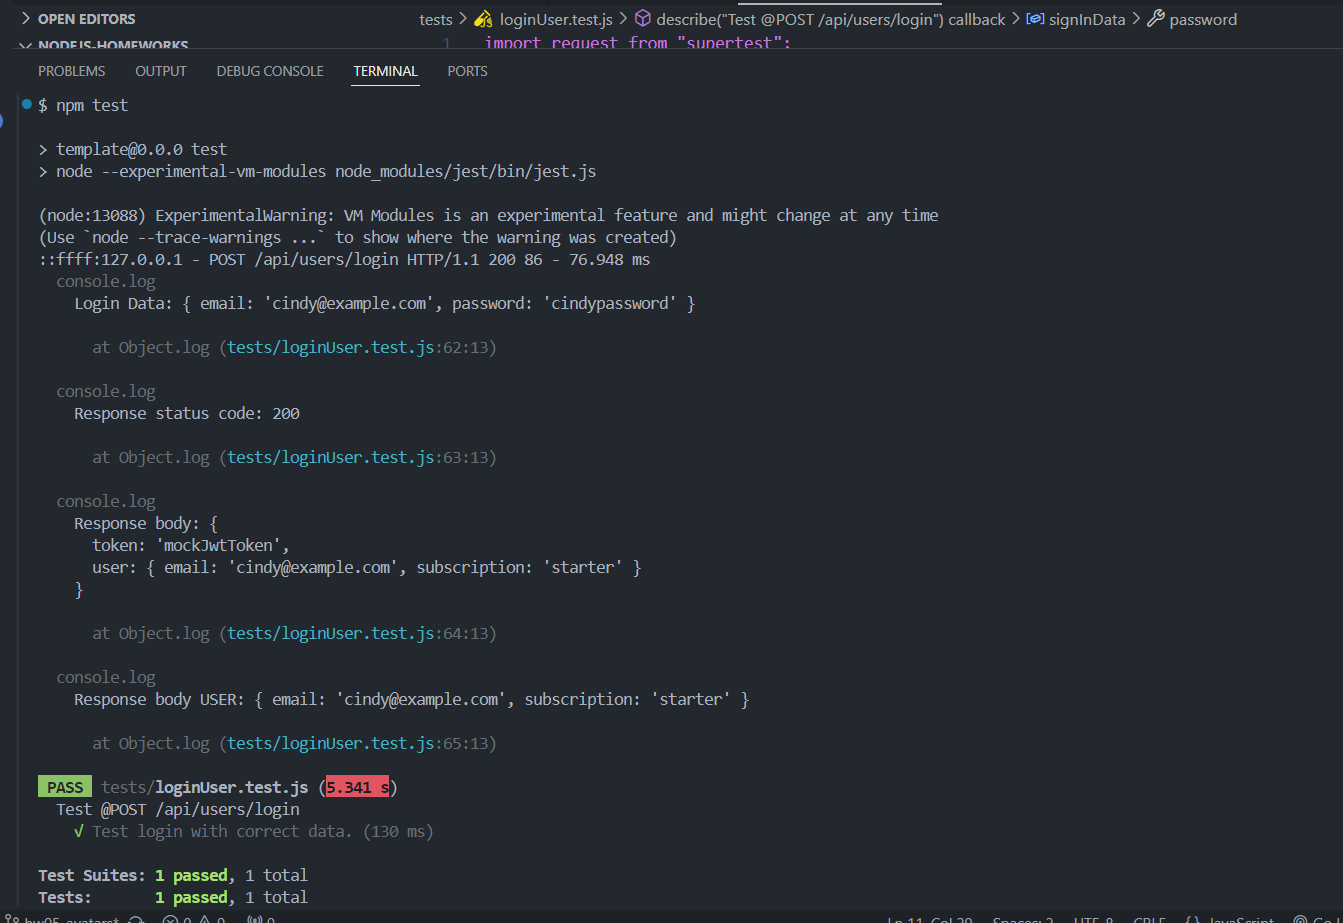 OPEN EDITORS
tests > loginUser.test.js > describe("Test @POST /api/users/login") callback > signInData > password
NODEJS-HOMEWORKS
1 import request from "supertest";
PROBLEMS OUTPUT DEBUG CONSOLE TERMINAL PORTS
$ npm test
> template@0.0.0 test
> node --experimental-vm-modules node_modules/jest/bin/jest.js
(node:13088) ExperimentalWarning: VM Modules is an experimental feature and might change at any time
(Use `node --trace-warnings ...` to show where the warning was created)
::ffff:127.0.0.1 - POST /api/users/login HTTP/1.1 200 86 - 76.948 ms
console.log
Login Data: { email: 'cindy@example.com', password: 'cindypassword' }
at Object.log (tests/loginUser.test.js:62:13)
console.log
Response status code: 200
at Object.log (tests/loginUser.test.js:63:13)
console.log
Response body: {
token: 'mockJwtToken',
user: { email: 'cindy@example.com', subscription: 'starter' }
}
at Object.log (tests/loginUser.test.js:64:13)
console.log
Response body USER: { email: 'cindy@example.com', subscription: 'starter' }
at Object.log (tests/loginUser.test.js:65:13)
PASS tests/loginUser.test.js (5.341 s)
Test @POST /api/users/login
√ Test login with correct data. (130 ms)
Test Suites: 1 passed, 1 total
Tests: 1 passed, 1 total
hw05-avatars* 0 0 0 Ln 11, Col 29 Spaces: 2 UTF-8 CRLF {} JavaScript